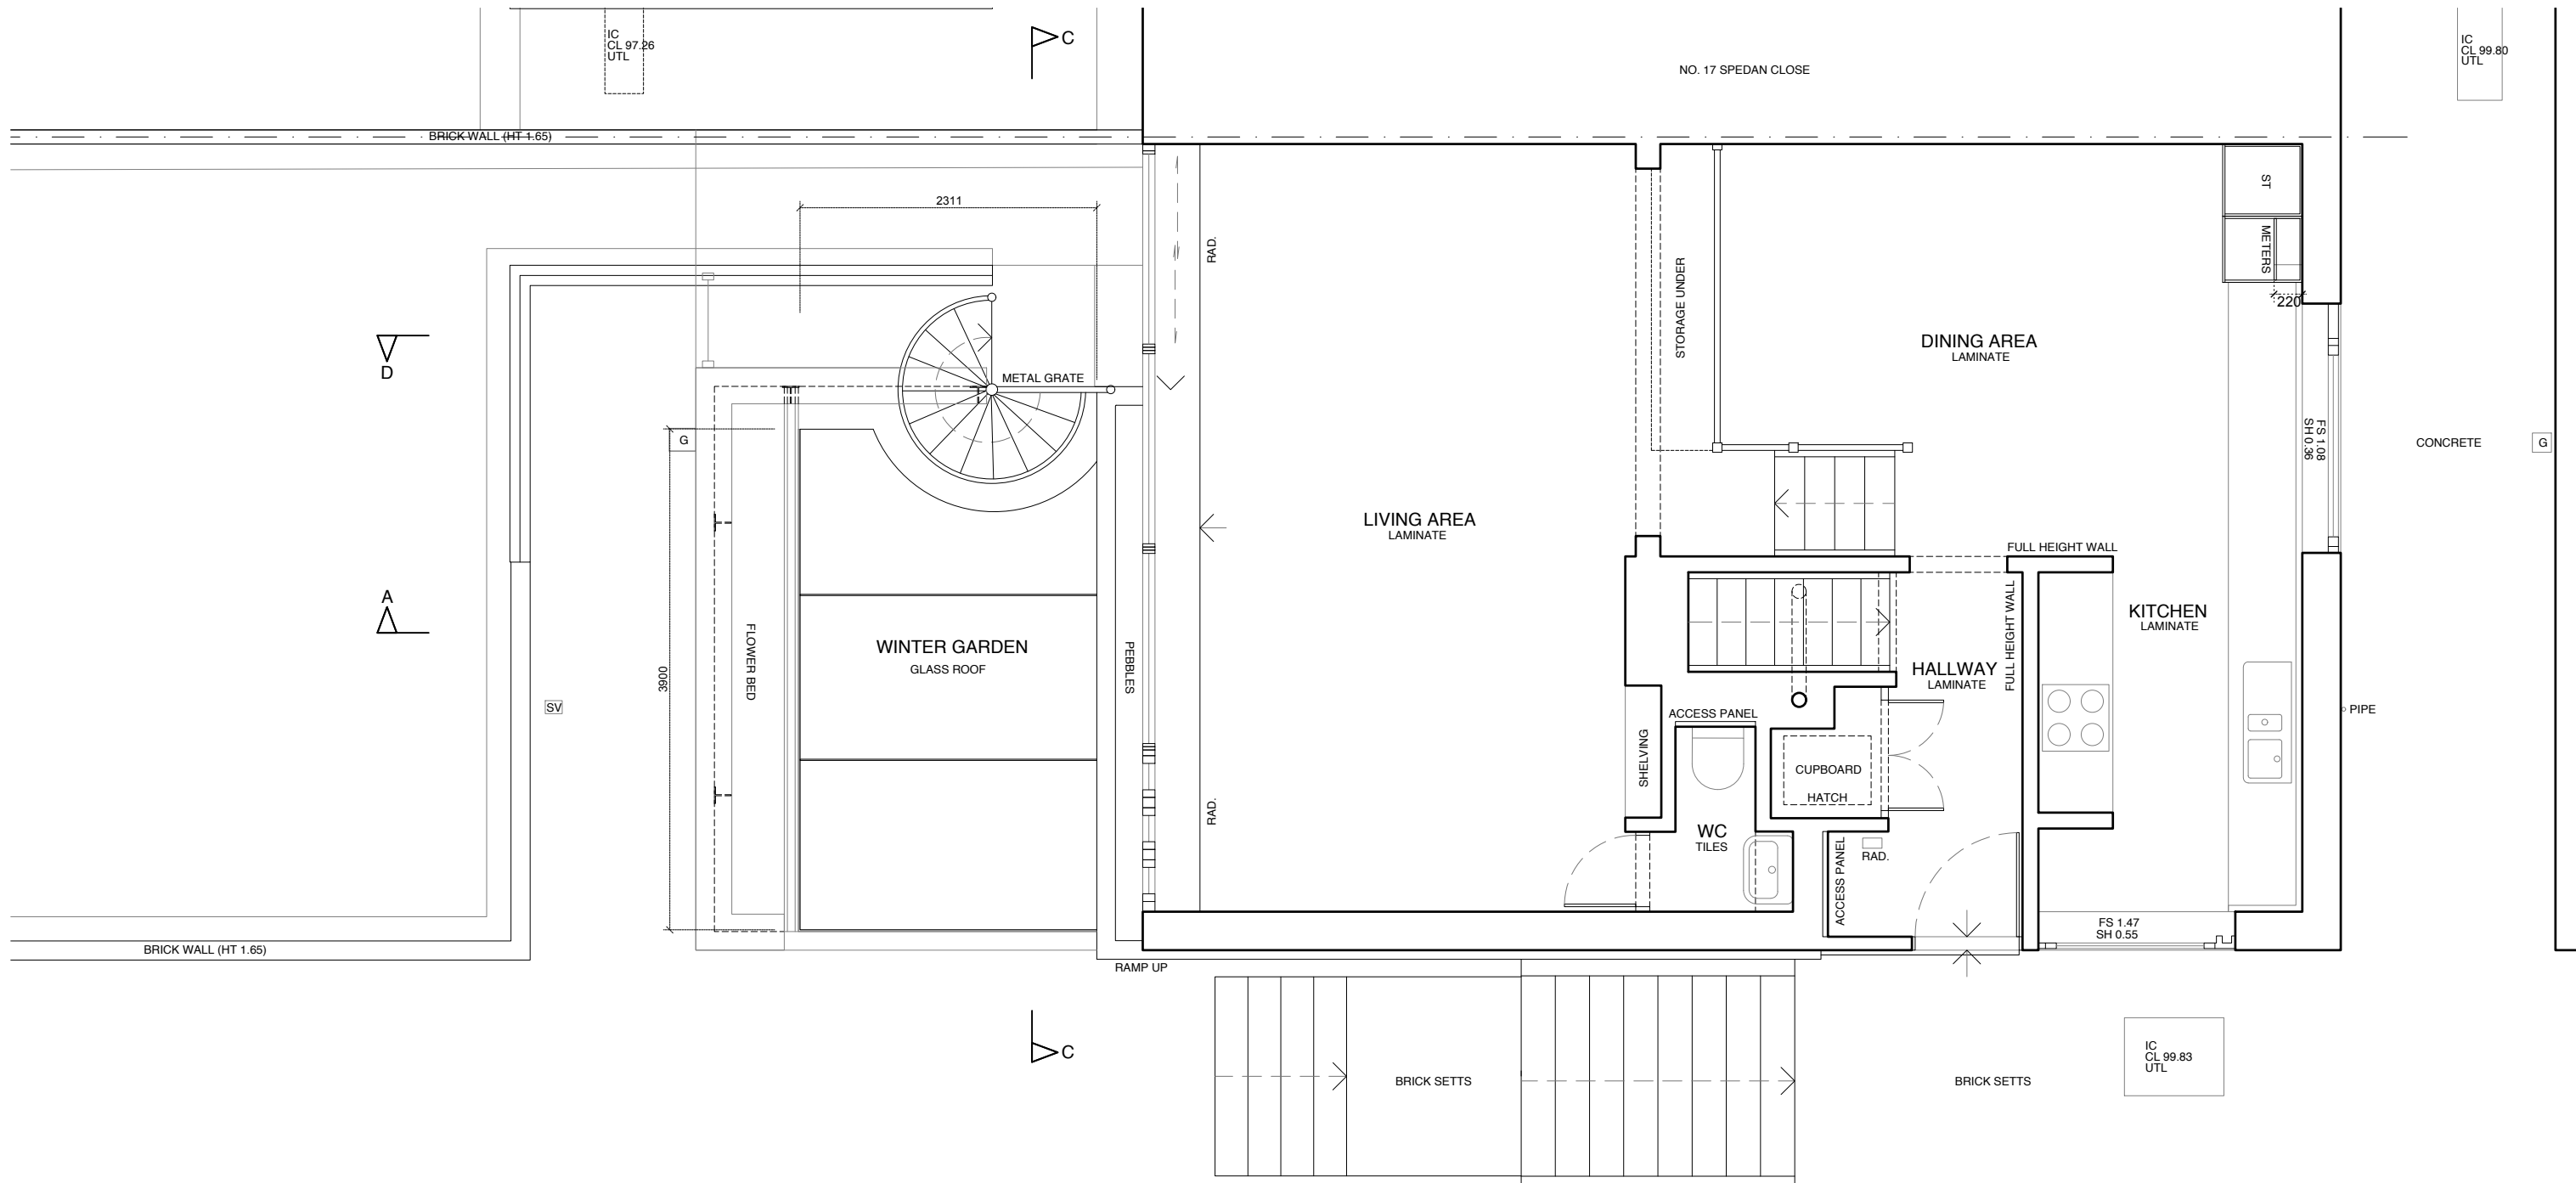 IC
CL 97.26
UTL
C
NO. 17 SPEDAN CLOSE
IC
CL 99.80
UTL
BRICK WALL (HT 1.65)
2311
RAD.
STORAGE UNDER
ST
METERS
220
D
METAL GRATE
DINING AREA
LAMINATE
G
FS 1.08
SH 0.36
CONCRETE
G
LIVING AREA
LAMINATE
FULL HEIGHT WALL
A
3900
FLOWER BED
WINTER GARDEN
GLASS ROOF
PEBBLES
FULL HEIGHT WALL
KITCHEN
LAMINATE
HALLWAY
LAMINATE
SV
ACCESS PANEL
PIPE
SHELVING
CUPBOARD
HATCH
RAD.
WC
TILES
ACCESS PANEL
RAD.
BRICK WALL (HT 1.65)
FS 1.47
SH 0.55
RAMP UP
C
BRICK SETTS
BRICK SETTS
IC
CL 99.83
UTL